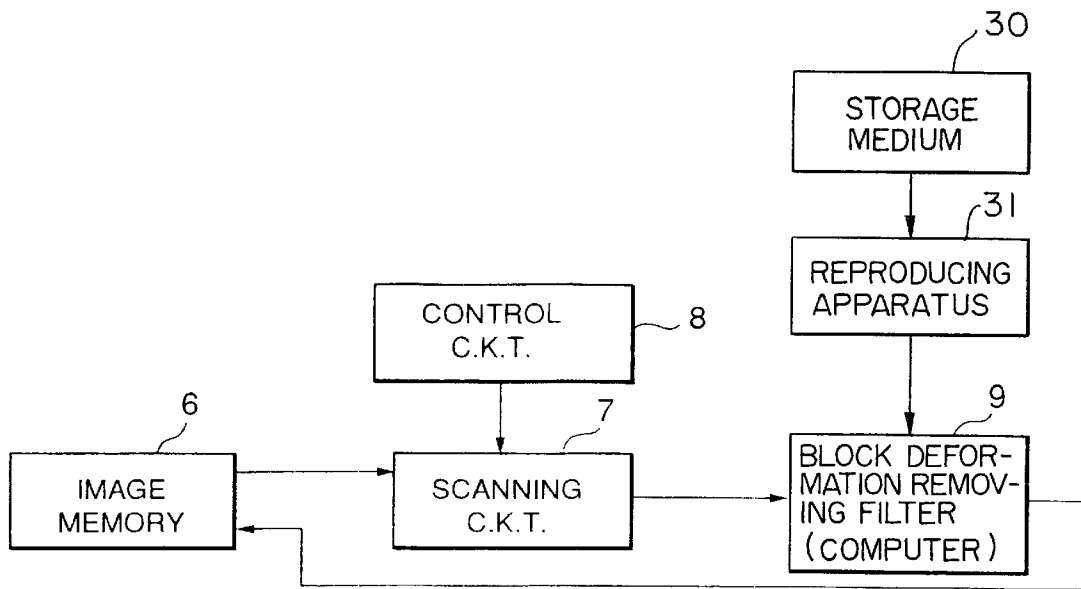 30
STORAGE
MEDIUM
31
REPRODUCING
APPARATUS
CONTROL
C.K.T.
8
6
IMAGE
MEMORY
7
SCANNING
C.K.T.
9
BLOCK DEFOR-
MATION REMOV-
ING FILTER
(COMPUTER)